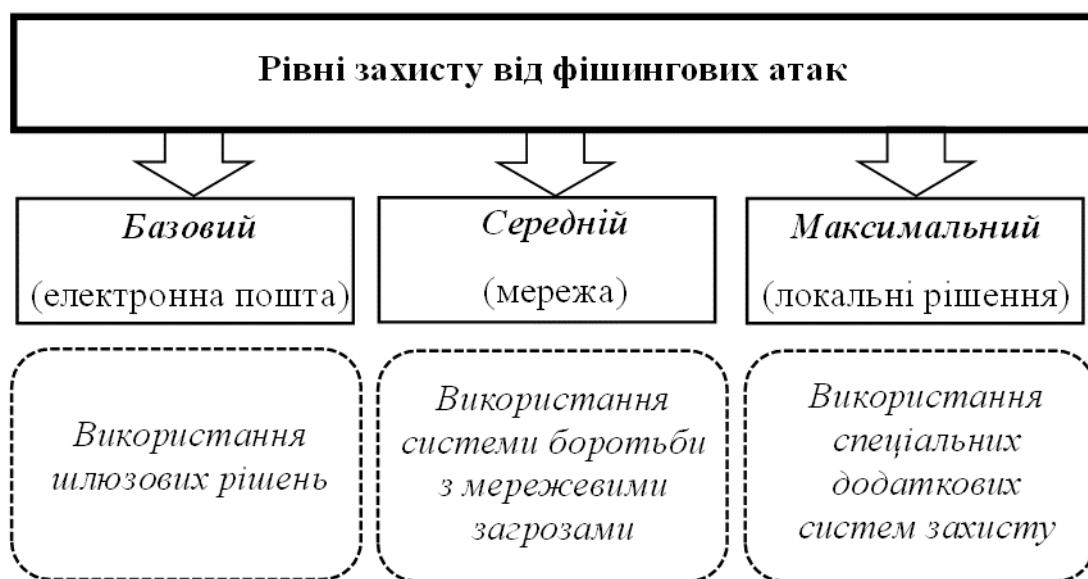 Рівні захисту від фішингових атак
Базовий
(електронна пошта)
Середній
(мережа)
Максимальний
(локальні рішення)
Використання
шлюзових рішень
Використання
системи боротьби
з мережевими
загрозами
Використання
спеціальних
додаткових
систем захисту